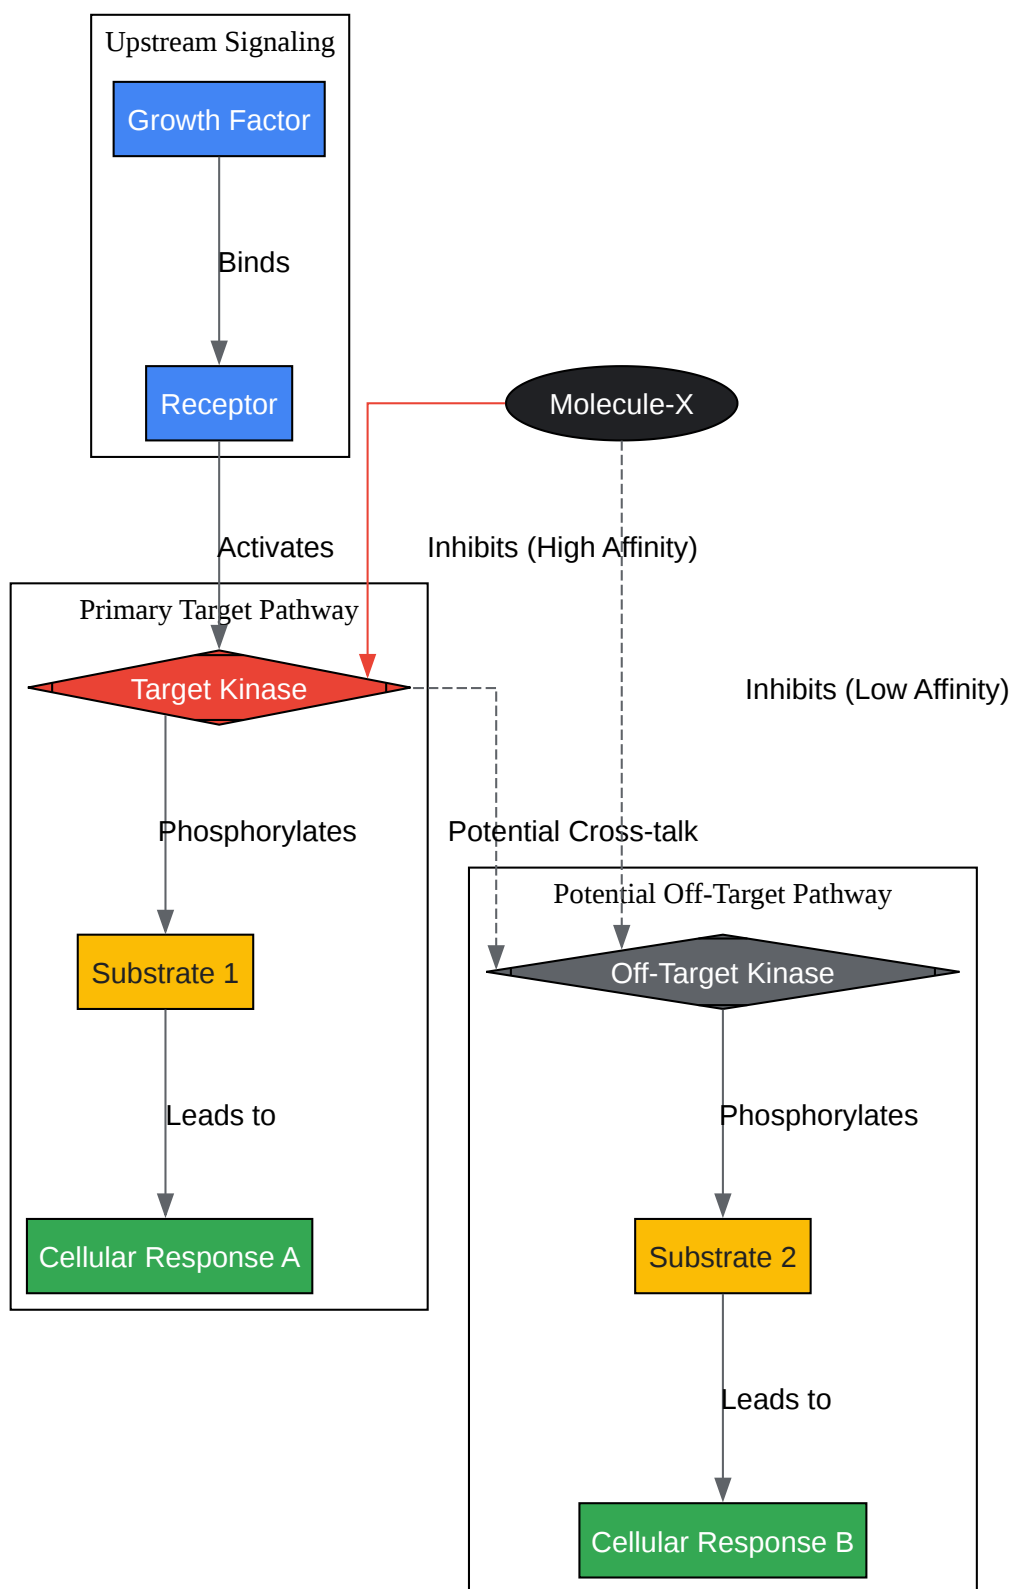 Upstream Signaling
Growth Factor
Binds
Receptor
Molecule-X
Activates
Inhibits (High Affinity)
Primary Target Pathway
Target Kinase
Inhibits (Low Affinity)
Phosphorylates
Potential Cross-talk
Potential Off-Target Pathway
Substrate 1
Off-Target Kinase
Leads to
Phosphorylates
Cellular Response A
Substrate 2
Leads to
Cellular Response B